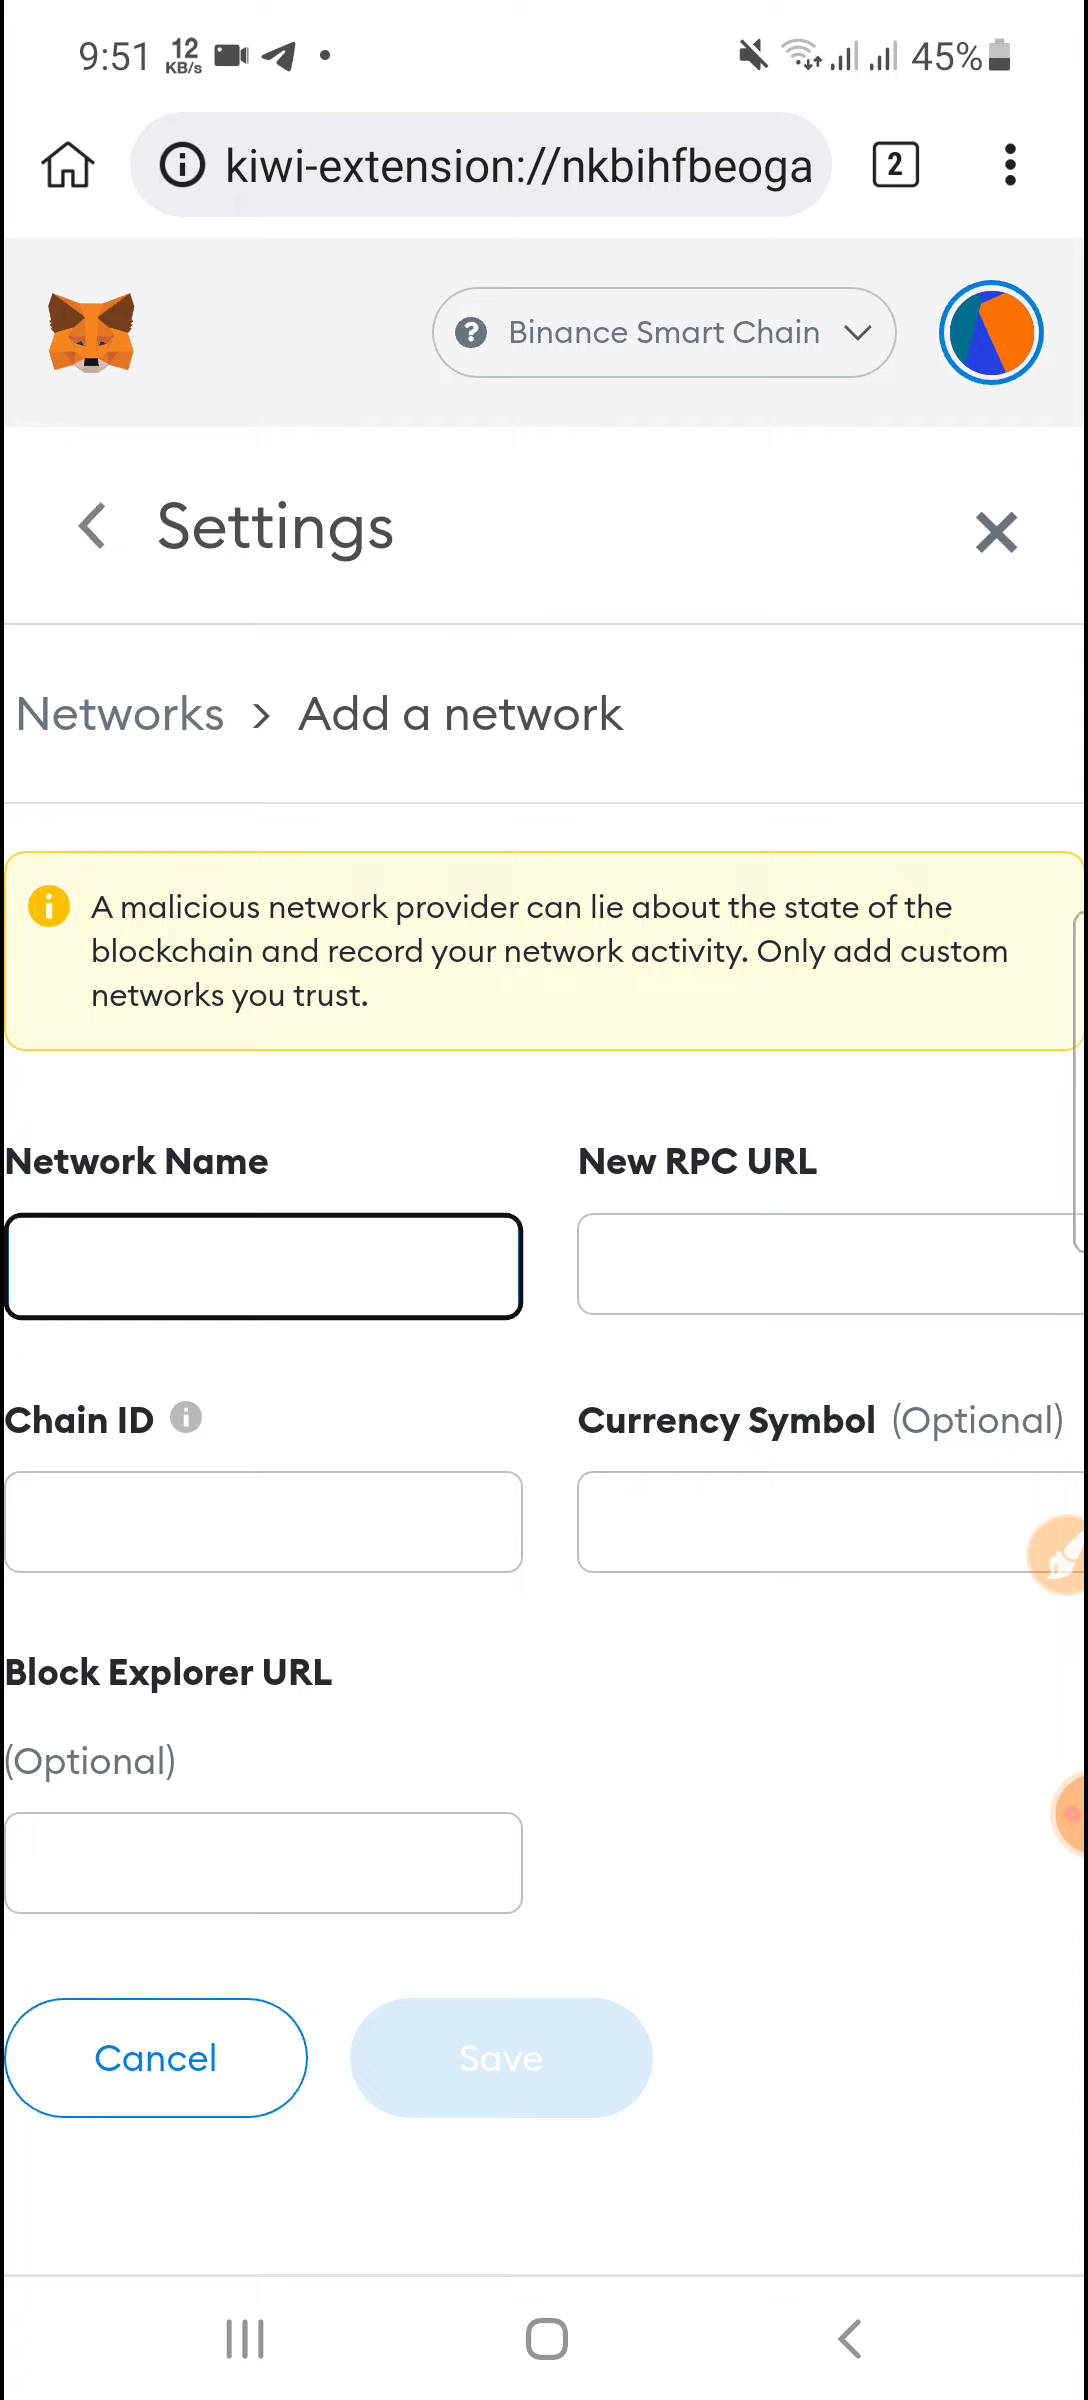 9:51 12 KB/s 45%
kiwi-extension://nkbihfbeoga 2
Binance Smart Chain
Settings
Networks > Add a network
A malicious network provider can lie about the state of the
blockchain and record your network activity. Only add custom
networks you trust.
Network Name New RPC URL
Chain ID Currency Symbol (Optional)
Block Explorer URL
(Optional)
Cancel Save